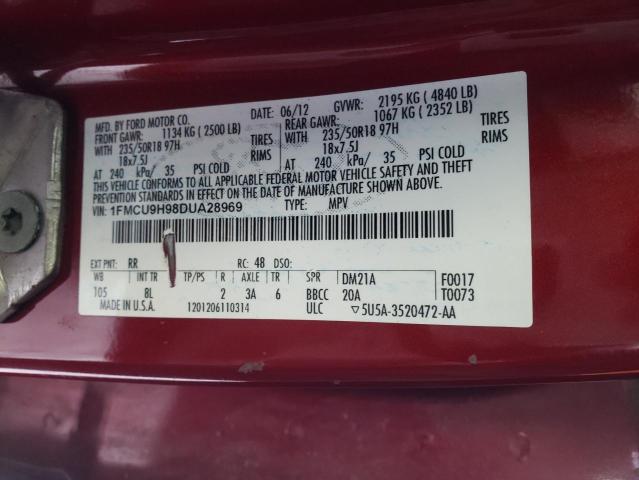 MFD. BY FORD MOTOR CO. DATE 06/12 GVWR: 2195 KG ( 4840 LB)
FRONT GAWR: 1134 KG ( 2500 LB) REAR GAWR: 1067 KG ( 2352 LB)
WITH 235/50R18 97H TIRES WITH 235/50R18 97H TIRES
18x7.5J RIMS 18x7.5J RIMS
AT 240 kPa/ 35 PSI COLD AT 240 kPa/ 35 PSI COLD
THIS VEHICLE CONFORMS TO ALL APPLICABLE FEDERAL MOTOR VEHICLE SAFETY AND THEFT
PREVENTION STANDARDS IN EFFECT ON THE DATE OF MANUFACTURE SHOWN ABOVE.
VIN: 1FMCU9H98DUA28969 TYPE: MPV
EXT PNT: RR RC: 48 DSO:
WB INT TR TP/PS R AXLE TR SPR DM21A F0017
105 8L 2 3A 6 BBCC 20A T0073
MADE IN U.S.A. 1201206110314 ULC ▽5U5A-3520472-AA